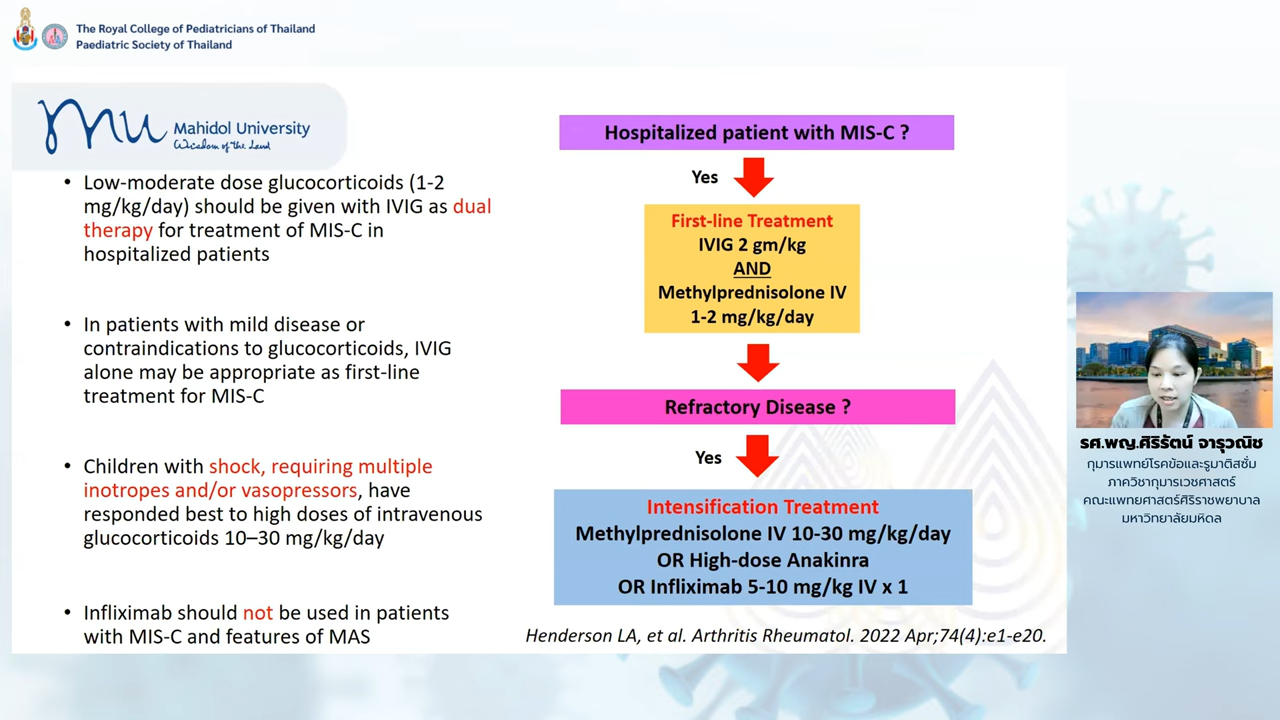 The Royal College of Pediatricians of Thailand
Paediatric Society of Thailand
mu
Mahidol University
Wisdom of the Land
• Low-moderate dose glucocorticoids (1-2
mg/kg/day) should be given with IVIG as dual
therapy for treatment of MIS-C in
hospitalized patients
• In patients with mild disease or
contraindications to glucocorticoids, IVIG
alone may be appropriate as first-line
treatment for MIS-C
• Children with shock, requiring multiple
inotropes and/or vasopressors, have
responded best to high doses of intravenous
glucocorticoids 10–30 mg/kg/day
• Infliximab should not be used in patients
with MIS-C and features of MAS
Hospitalized patient with MIS-C ?
Yes
First-line Treatment
IVIG 2 gm/kg
AND
Methylprednisolone IV
1-2 mg/kg/day
Refractory Disease ?
Yes
Intensification Treatment
Methylprednisolone IV 10-30 mg/kg/day
OR High-dose Anakinra
OR Infliximab 5-10 mg/kg IV x 1
Henderson LA, et al. Arthritis Rheumatol. 2022 Apr;74(4):e1-e20.
รศ.พญ.ศิริรัตน์ จารุวณิช
กุมารแพทย์โรคข้อและรูมาติสซั่ม
ภาควิชากุมารเวชศาสตร์
คณะแพทยศาสตร์ศิริราชพยาบาล
มหาวิทยาลัยมหิดล